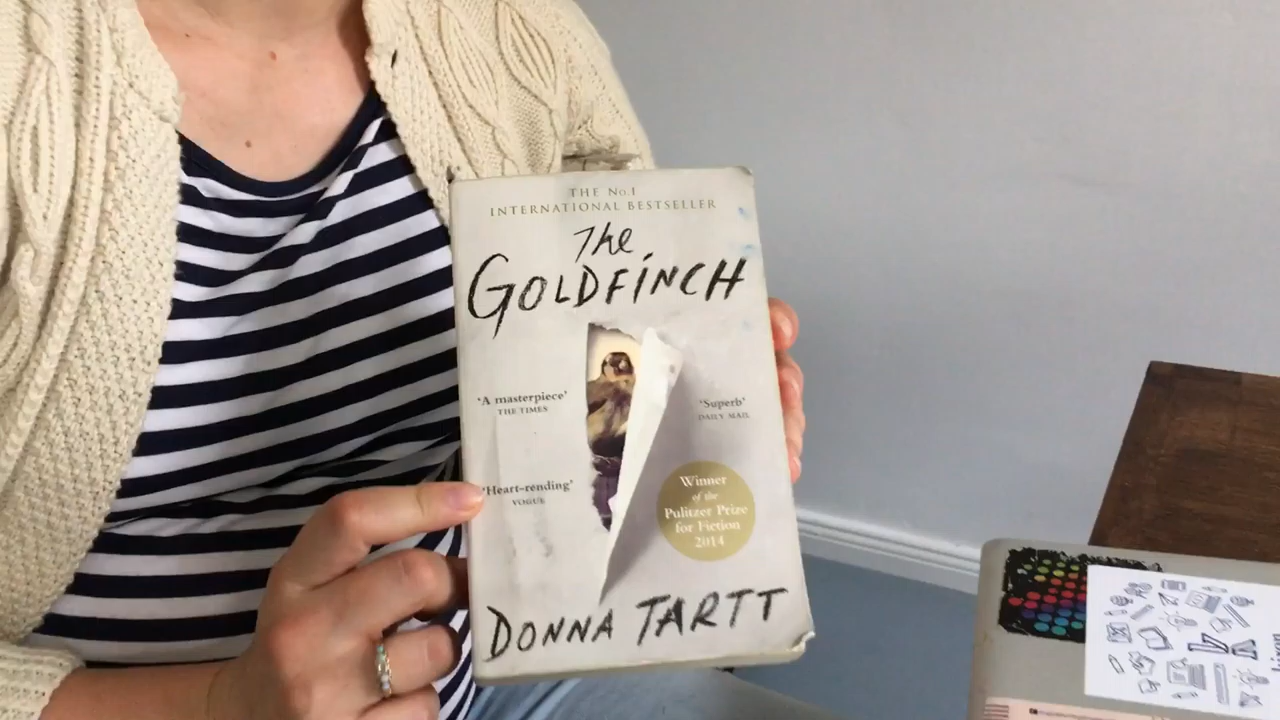 THE No.1
INTERNATIONAL BESTSELLER
The
GOLDFINCH
'A masterpiece'
THE TIMES
'Superb'
DAILY MAIL
'Heart-rending'
VOGUE
Winner
of the
Pulitzer Prize
for Fiction
2014
DONNA TARTT